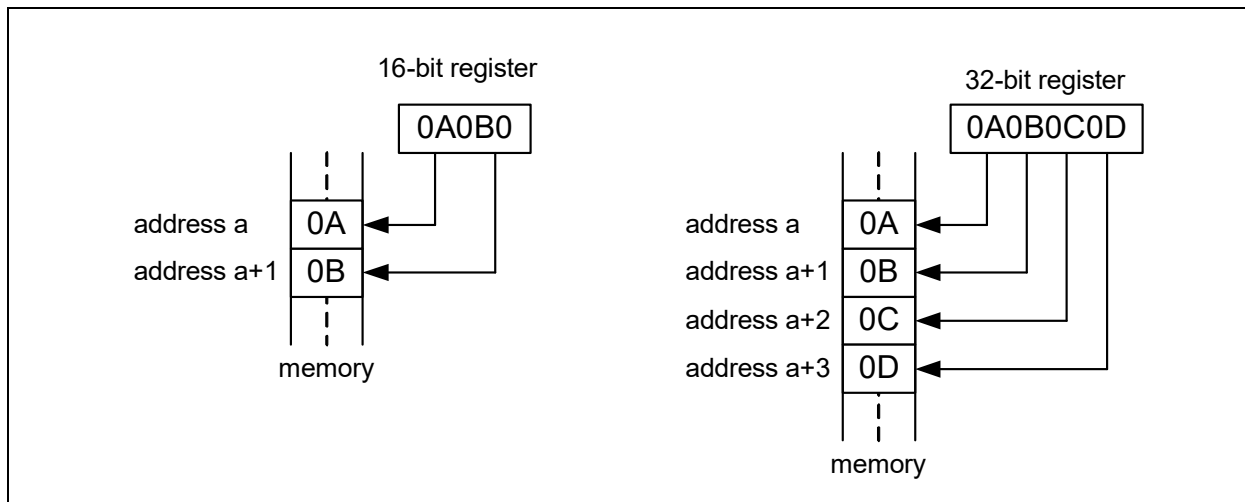 16-bit register
0A0B0
address a
0A
address a+1
0B
memory
32-bit register
0A0B0C0D
address a
0A
address a+1
0B
address a+2
0C
address a+3
0D
memory